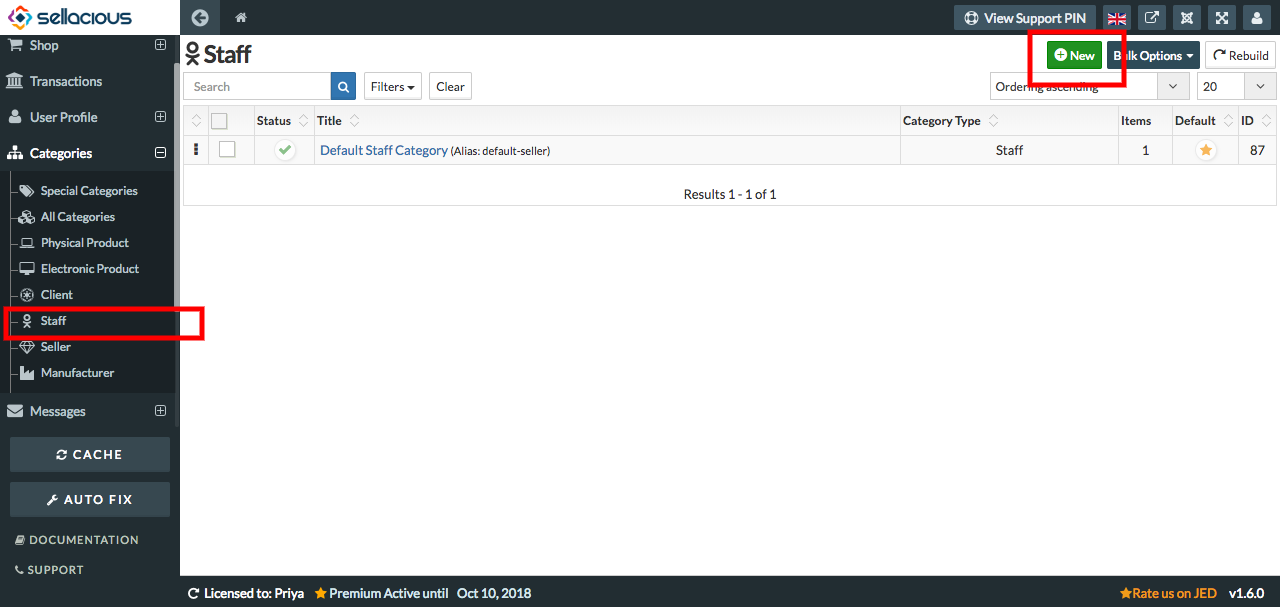 sellacious
View Support PIN
Shop
Transactions
User Profile
Categories
Special Categories
All Categories
Physical Product
Electronic Product
Client
Staff
Seller
Manufacturer
Messages
CACHE
AUTO FIX
DOCUMENTATION
SUPPORT
Staff
New
Bulk Options
Rebuild
Search
Filters
Clear
Ordering ascending
20
Status
Title
Category Type
Items
Default
ID
Default Staff Category (Alias: default-seller)
Staff
1
87
Results 1 - 1 of 1
Licensed to: Priya
Premium Active until Oct 10, 2018
Rate us on JED
v1.6.0